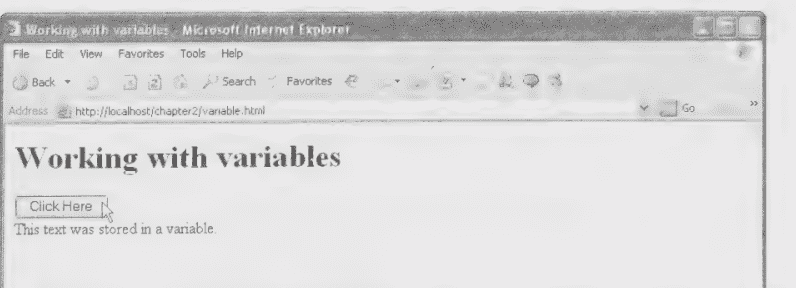 Working with variables - Microsoft Internet Explorer
File Edit View Favorites Tools Help
Back Search Favorites
Address http://localhost/chapter2/variable.html Go »
Working with variables
Click Here
This text was stored in a variable.